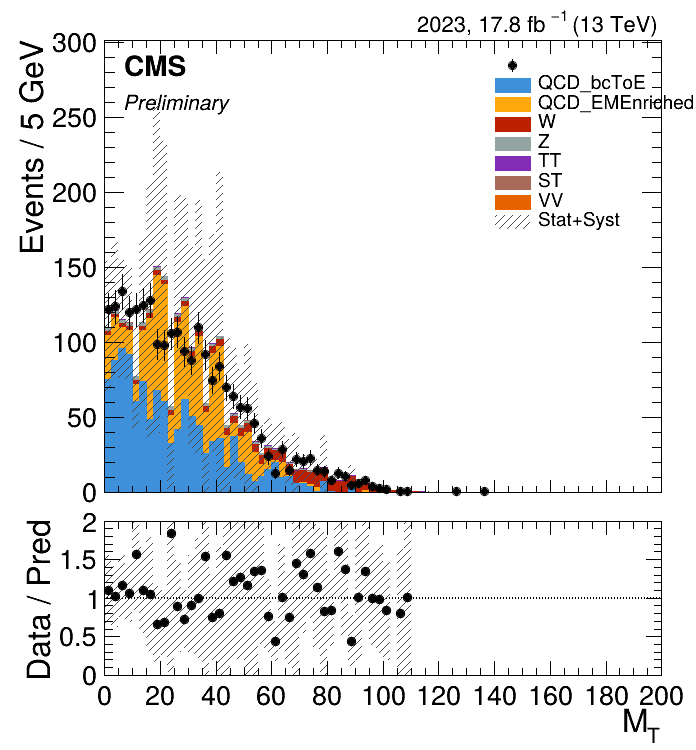 2023, 17.8 fb⁻¹ (13 TeV)
Events / 5 GeV
300
250
200
150
100
50
0
CMS
Preliminary
QCD_bcToE
QCD_EMEnriched
W
Z
TT
ST
VV
Stat+Syst
Data / Pred
2
1.5
1
0.5
0
0 20 40 60 80 100 120 140 160 180 200
M_T